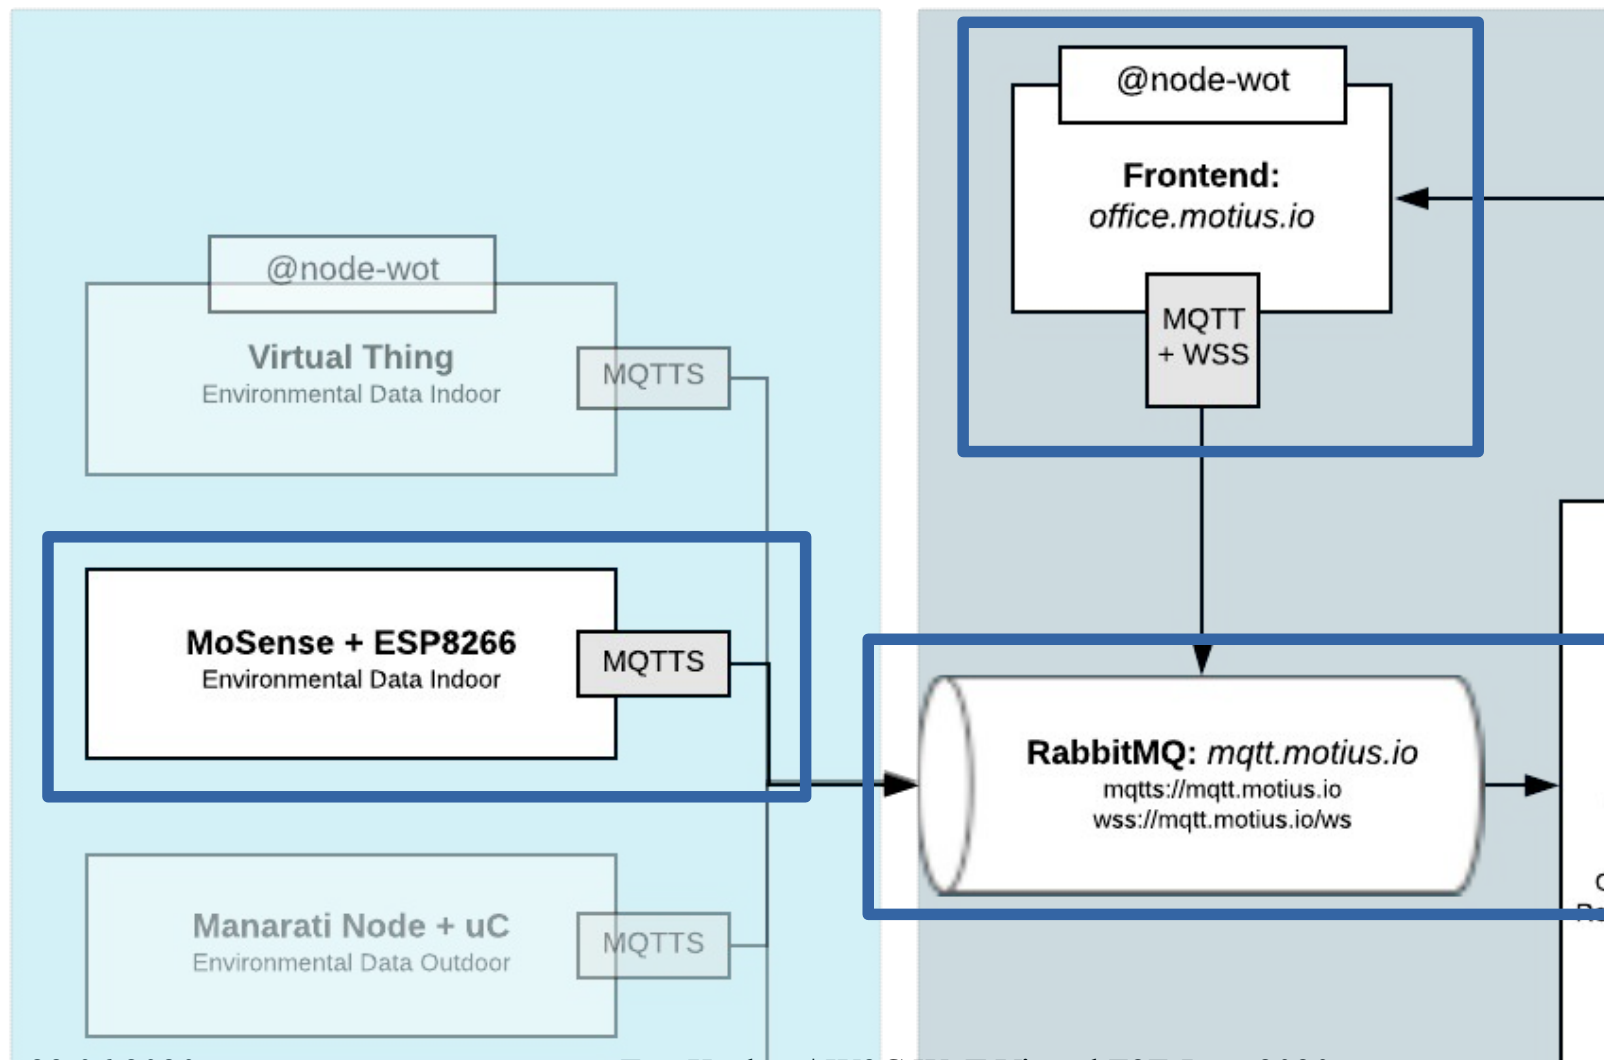 @node-wot
Virtual Thing
Environmental Data Indoor
MQTTS
MoSense + ESP8266
Environmental Data Indoor
MQTTS
Manarati Node + uC
Environmental Data Outdoor
MQTTS
@node-wot
Frontend:
office.motius.io
MQTT
+ WSS
RabbitMQ: mqtt.motius.io
mqtts://mqtt.motius.io
wss://mqtt.motius.io/ws